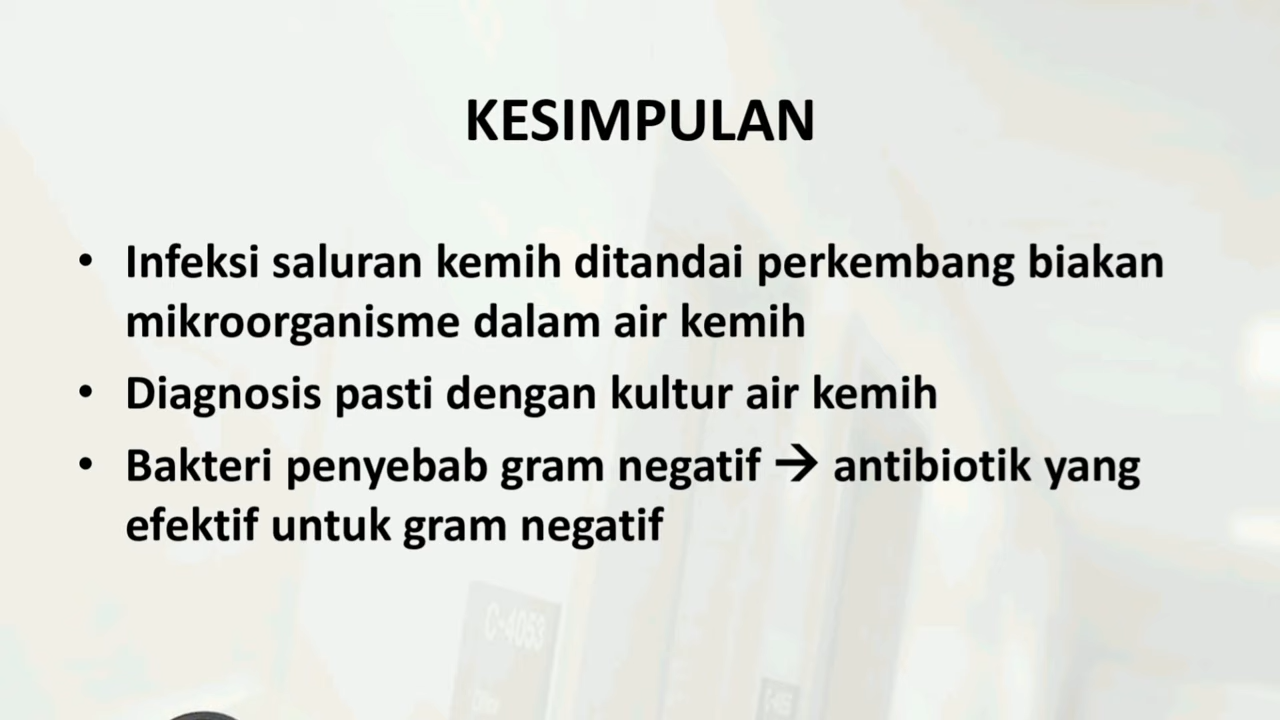 KESIMPULAN
• Infeksi saluran kemih ditandai perkembang biakan
mikroorganisme dalam air kemih
• Diagnosis pasti dengan kultur air kemih
• Bakteri penyebab gram negatif → antibiotik yang
efektif untuk gram negatif
C-4053